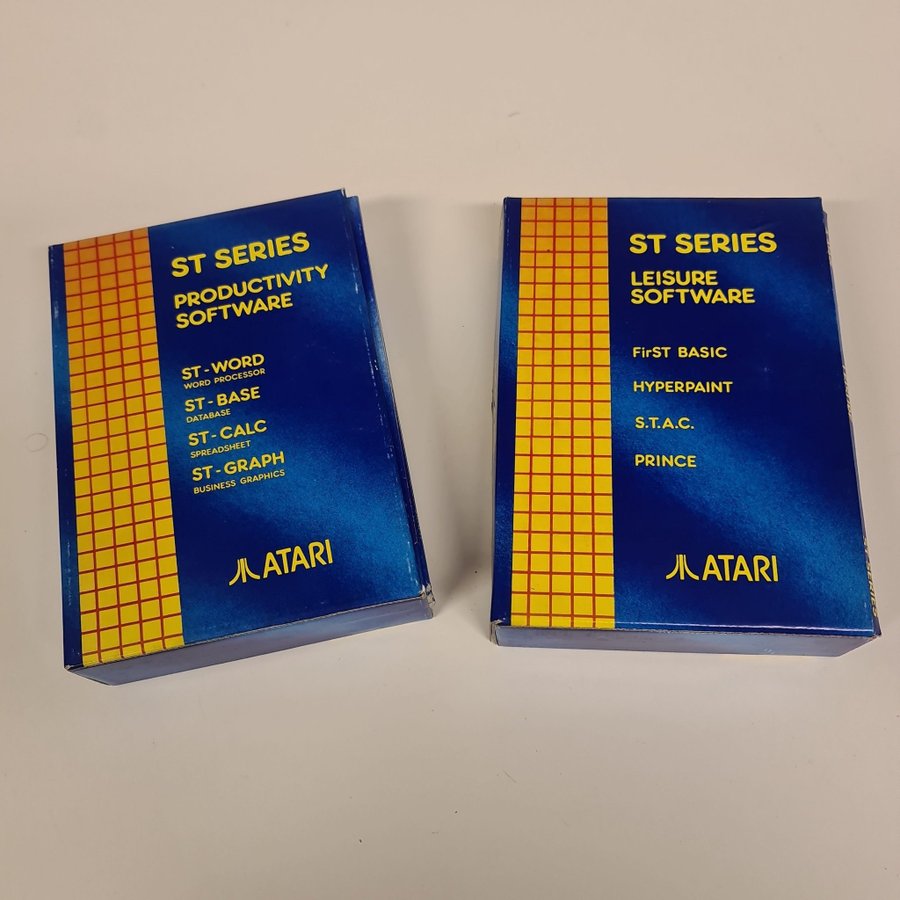 ST SERIES
PRODUCTIVITY
SOFTWARE
ST-WORD
WORD PROCESSOR
ST-BASE
DATABASE
ST-CALC
SPREADSHEET
ST-GRAPH
BUSINESS GRAPHICS
ATARI
ST SERIES
LEISURE
SOFTWARE
FirST BASIC
HYPERPAINT
S.T.A.C.
PRINCE
ATARI